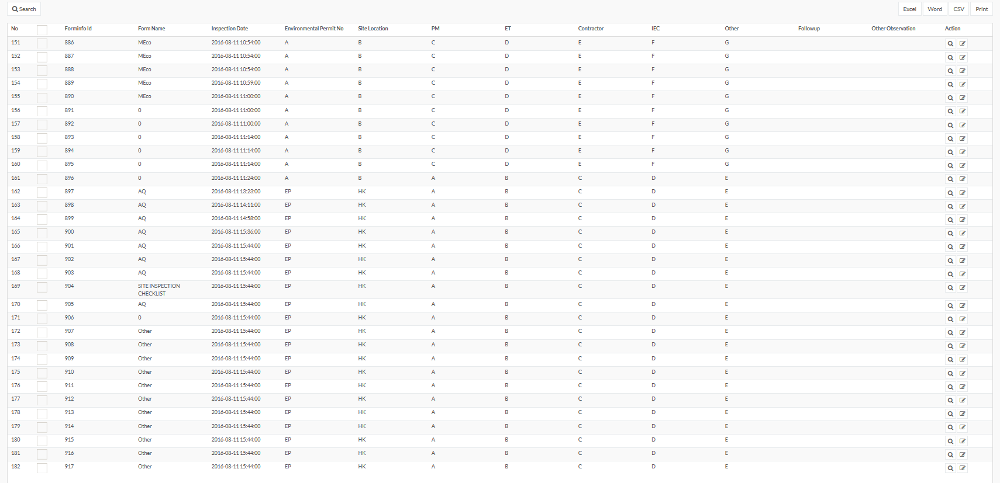 Search Excel Word CSV Print
No Forminfo Id Form Name Inspection Date Environmental Permit No Site Location PM ET Contractor IEC Other Followup Other Observation Action
151 886 MEco 2016-08-11 10:54:00 A B C D E F G
152 887 MEco 2016-08-11 10:54:00 A B C D E F G
153 888 MEco 2016-08-11 10:54:00 A B C D E F G
154 889 MEco 2016-08-11 10:59:00 A B C D E F G
155 890 MEco 2016-08-11 11:00:00 A B C D E F G
156 891 0 2016-08-11 11:00:00 A B C D E F G
157 892 0 2016-08-11 11:00:00 A B C D E F G
158 893 0 2016-08-11 11:14:00 A B C D E F G
159 894 0 2016-08-11 11:14:00 A B C D E F G
160 895 0 2016-08-11 11:14:00 A B C D E F G
161 896 0 2016-08-11 11:24:00 A B A B C D E
162 897 AQ 2016-08-11 13:23:00 EP HK A B C D E
163 898 AQ 2016-08-11 14:11:00 EP HK A B C D E
164 899 AQ 2016-08-11 14:58:00 EP HK A B C D E
165 900 AQ 2016-08-11 15:36:00 EP HK A B C D E
166 901 AQ 2016-08-11 15:44:00 EP HK A B C D E
167 902 AQ 2016-08-11 15:44:00 EP HK A B C D E
168 903 AQ 2016-08-11 15:44:00 EP HK A B C D E
169 904 SITE INSPECTION 2016-08-11 15:44:00 EP HK A B C D E
CHECKLIST
170 905 AQ 2016-08-11 15:44:00 EP HK A B C D E
171 906 0 2016-08-11 15:44:00 EP HK A B C D E
172 907 Other 2016-08-11 15:44:00 EP HK A B C D E
173 908 Other 2016-08-11 15:44:00 EP HK A B C D E
174 909 Other 2016-08-11 15:44:00 EP HK A B C D E
175 910 Other 2016-08-11 15:44:00 EP HK A B C D E
176 911 Other 2016-08-11 15:44:00 EP HK A B C D E
177 912 Other 2016-08-11 15:44:00 EP HK A B C D E
178 913 Other 2016-08-11 15:44:00 EP HK A B C D E
179 914 Other 2016-08-11 15:44:00 EP HK A B C D E
180 915 Other 2016-08-11 15:44:00 EP HK A B C D E
181 916 Other 2016-08-11 15:44:00 EP HK A B C D E
182 917 Other 2016-08-11 15:44:00 EP HK A B C D E